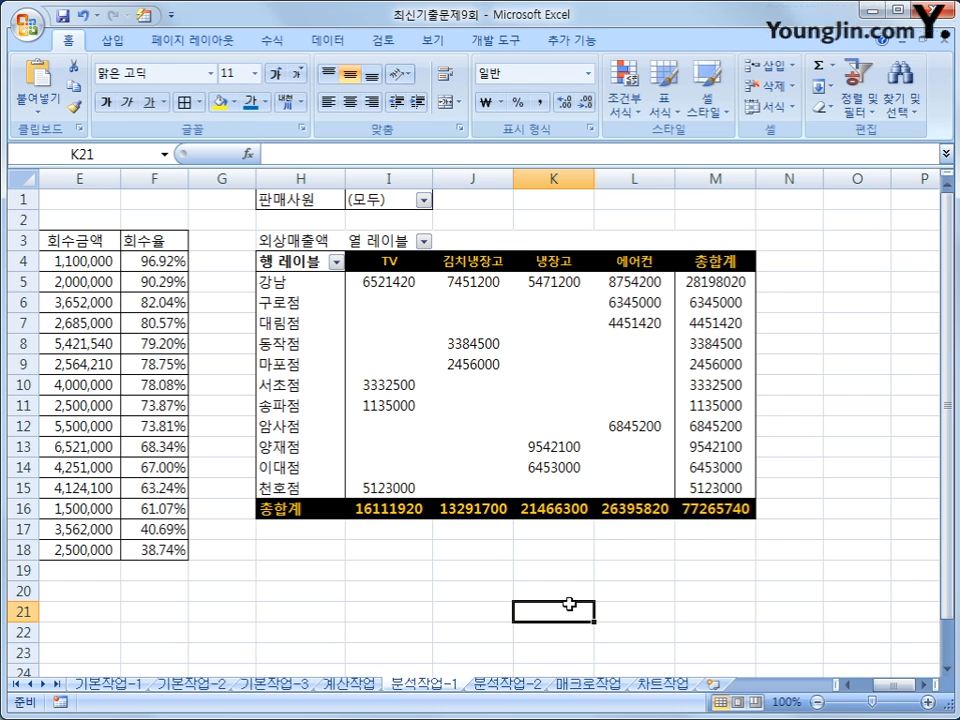 최신기출문제9회 - Microsoft Excel
YoungJin.com Y.
홈 삽입 페이지 레이아웃 수식 데이터 검토 보기 개발 도구 추가 기능
붙여넣기 맑은 고딕 11 가 가 일반 조건부 서식 표 서식 셀 스타일 삽입 삭제 서식 Σ 정렬 및 필터 찾기 및 선택
가 가 가 가 내천 ₩ % ,
클립보드 글꼴 맞춤 표시 형식 스타일 셀 편집
K21 fx
E F G H I J K L M N O P
1 판매사원 (모두)
2
3 회수금액 회수율 외상매출액 열 레이블
4 1,100,000 96.92% 행 레이블 TV 김치냉장고 냉장고 에어컨 총합계
5 2,000,000 90.29% 강남 6521420 7451200 5471200 8754200 28198020
6 3,652,000 82.04% 구로점 6345000 6345000
7 2,685,000 80.57% 대림점 4451420 4451420
8 5,421,540 79.20% 동작점 3384500 3384500
9 2,564,210 78.75% 마포점 2456000 2456000
10 4,000,000 78.08% 서초점 3332500 3332500
11 2,500,000 73.87% 송파점 1135000 1135000
12 5,500,000 73.81% 암사점 6845200 6845200
13 6,521,000 68.34% 양재점 9542100 9542100
14 4,251,000 67.00% 이대점 6453000 6453000
15 4,124,100 63.24% 천호점 5123000 5123000
16 1,500,000 61.07% 총합계 16111920 13291700 21466300 26395820 77265740
17 3,562,000 40.69%
18 2,500,000 38.74%
19
20
21
22
23
24
기본작업-1 기본작업-2 기본작업-3 계산작업 분석작업-1 분석작업-2 매크로작업 차트작업
준비 100%